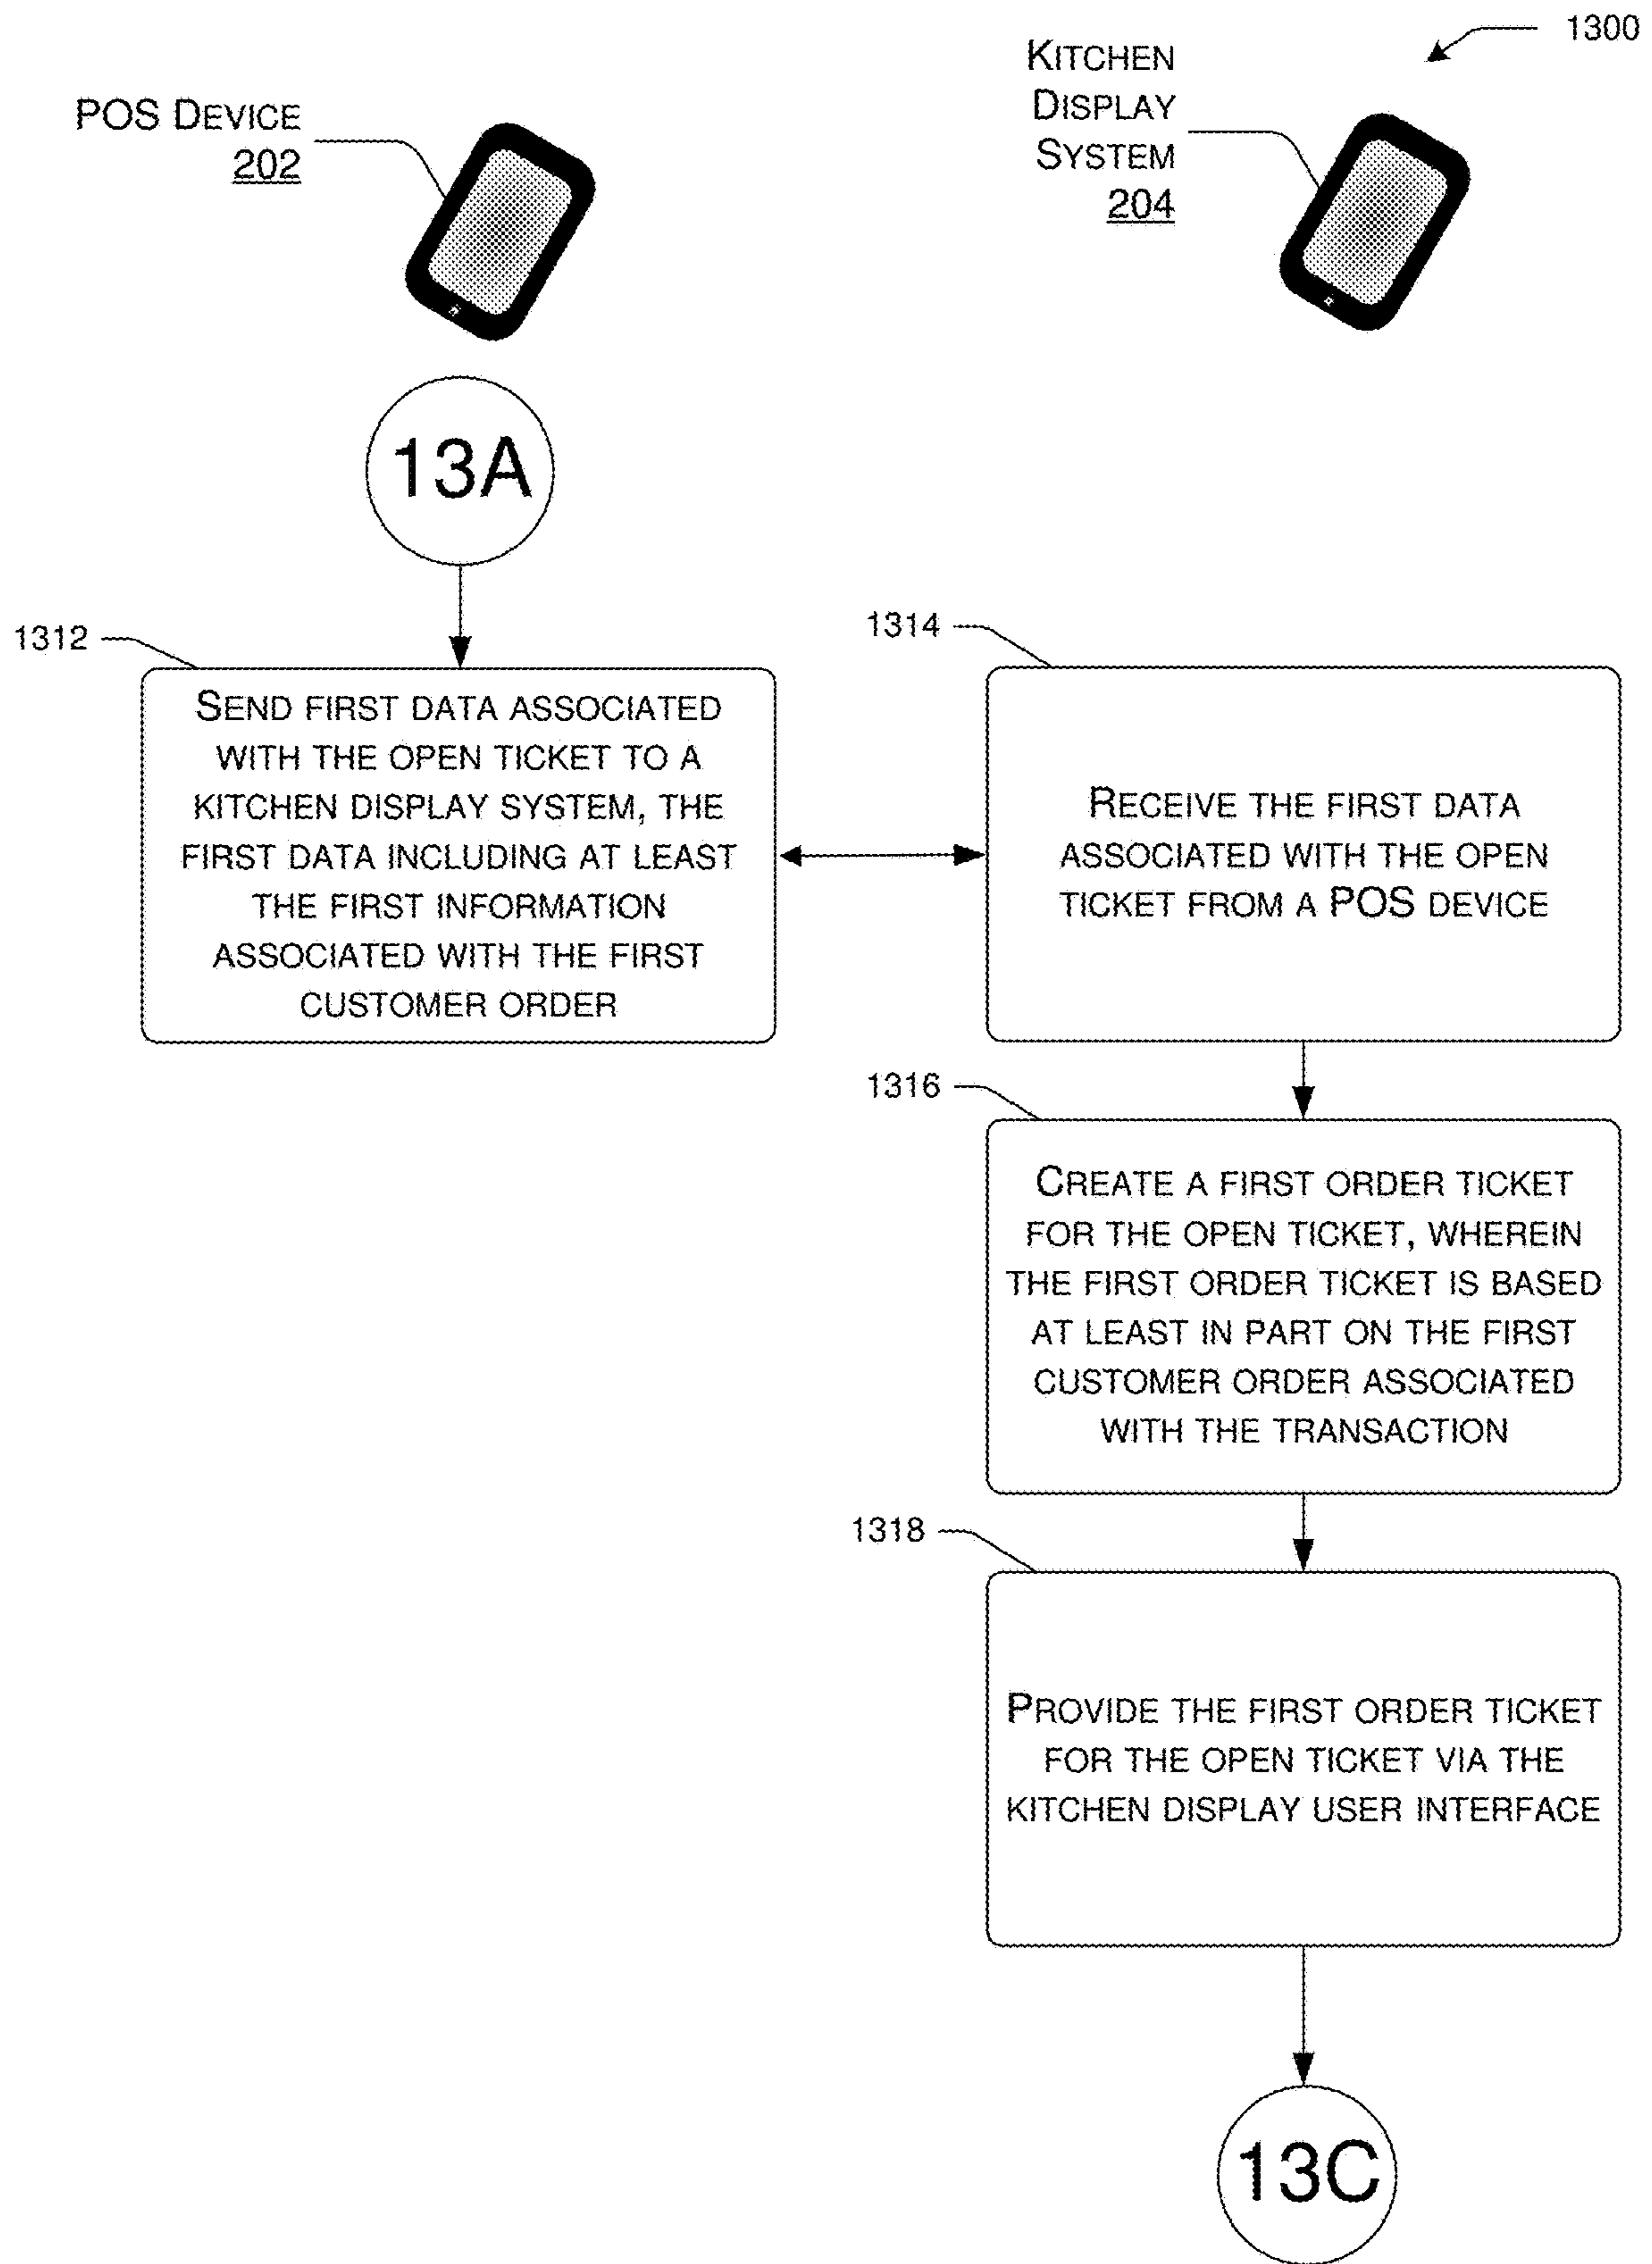 1300
POS DEVICE
202
KITCHEN
DISPLAY
SYSTEM
204
13A
1312
SEND FIRST DATA ASSOCIATED
WITH THE OPEN TICKET TO A
KITCHEN DISPLAY SYSTEM, THE
FIRST DATA INCLUDING AT LEAST
THE FIRST INFORMATION
ASSOCIATED WITH THE FIRST
CUSTOMER ORDER
1314
RECEIVE THE FIRST DATA
ASSOCIATED WITH THE OPEN
TICKET FROM A POS DEVICE
1316
CREATE A FIRST ORDER TICKET
FOR THE OPEN TICKET, WHEREIN
THE FIRST ORDER TICKET IS BASED
AT LEAST IN PART ON THE FIRST
CUSTOMER ORDER ASSOCIATED
WITH THE TRANSACTION
1318
PROVIDE THE FIRST ORDER TICKET
FOR THE OPEN TICKET VIA THE
KITCHEN DISPLAY USER INTERFACE
13C